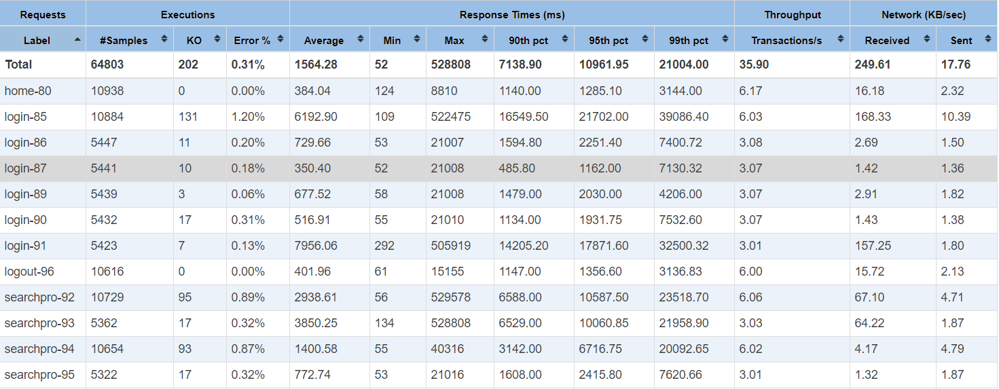 Requests Executions Response Times (ms) Throughput Network (KB/sec)
Label #Samples KO Error % Average Min Max 90th pct 95th pct 99th pct Transactions/s Received Sent
Total 64803 202 0.31% 1564.28 52 528808 7138.90 10961.95 21004.00 35.90 249.61 17.76
home-80 10938 0 0.00% 384.04 124 8810 1140.00 1285.10 3144.00 6.17 16.18 2.32
login-85 10884 131 1.20% 6192.90 109 522475 16549.50 21702.00 39086.40 6.03 168.33 10.39
login-86 5447 11 0.20% 729.66 53 21007 1594.80 2251.40 7400.72 3.08 2.69 1.50
login-87 5441 10 0.18% 350.40 52 21008 485.80 1162.00 7130.32 3.07 1.42 1.36
login-89 5439 3 0.06% 677.52 58 21008 1479.00 2030.00 4206.00 3.07 2.91 1.82
login-90 5432 17 0.31% 516.91 55 21010 1134.00 1931.75 7532.60 3.07 1.43 1.38
login-91 5423 7 0.13% 7956.06 292 505919 14205.20 17871.60 32500.32 3.01 157.25 1.80
logout-96 10616 0 0.00% 401.96 61 15155 1147.00 1356.60 3136.83 6.00 15.72 2.13
searchpro-92 10729 95 0.89% 2938.61 56 529578 6588.00 10587.50 23518.70 6.06 67.10 4.71
searchpro-93 5362 17 0.32% 3850.25 134 528808 6529.00 10060.85 21958.90 3.03 64.22 1.87
searchpro-94 10654 93 0.87% 1400.58 55 40316 3142.00 6716.75 20092.65 6.02 4.17 4.79
searchpro-95 5322 17 0.32% 772.74 53 21016 1608.00 2415.80 7620.66 3.01 1.32 1.87